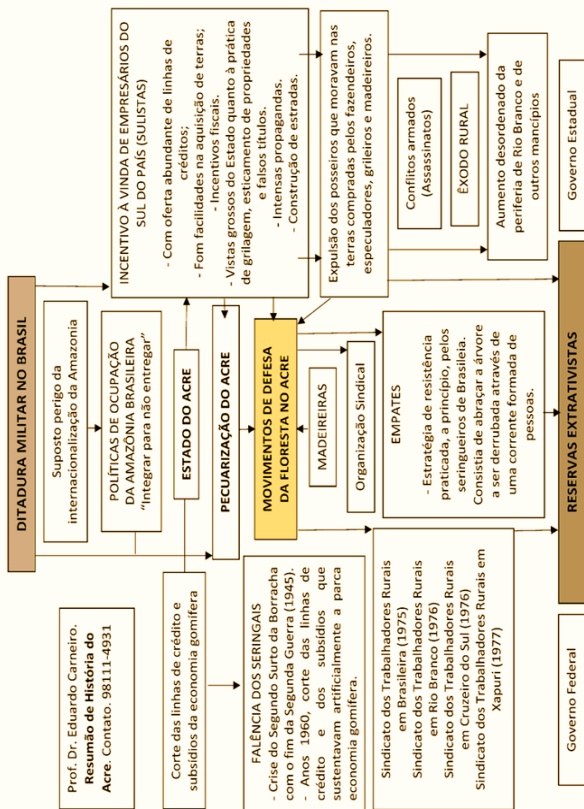 DITADURA MILITAR NO BRASIL
Prof. Dr. Eduardo Carneiro.
Resumão de História do
Acre. Contato. 98111-4931
Suposto perigo da
internacionalização da Amazonia
INCENTIVO À VINDA DE EMPRESÁRIOS DO
SUL DO PAÍS (SULISTAS)
- Com oferta abundante de linhas de
créditos;
- Fom facilidades na aquisição de terras;
- Incentivos fiscais.
- Vistas grossos do Estado quanto à prática
de grilagem, esticamento de propriedades
e falsos títulos.
- Intensas propagandas.
- Construção de estradas.
POLÍTICAS DE OCUPAÇÃO
DA AMAZÔNIA BRASILEIRA
“Integrar para não entregar”
Corte das linhas de crédito e
subsídios da economia gomífera
ESTADO DO ACRE
PECUARIZAÇÃO DO ACRE
FALÊNCIA DOS SERINGAIS
- Crise do Segundo Surto da Borracha
com o fim da Segunda Guerra (1945).
- Anos 1960, corte das linhas de
crédito e dos subsídios que
sustentavam artificialmente a parca
economia gomífera.
MOVIMENTOS DE DEFESA
DA FLORESTA NO ACRE
Expulsão dos posseiros que moravam nas
terras compradas pelos fazendeiros,
especuladores, grileiros e madeireiros.
MADEIREIRAS
Organização Sindical
Conflitos armados
(Assassinatos)
ÊXODO RURAL
Sindicato dos Trabalhadores Rurais
em Brasileira (1975)
Sindicato dos Trabalhadores Rurais
em Rio Branco (1976)
Sindicato dos Trabalhadores Rurais
em Cruzeiro do Sul (1976)
Sindicato dos Trabalhadores Rurais em
Xapuri (1977)
EMPATES
- Estratégia de resistência
praticada, a princípio, pelos
seringueiros de Brasileia.
Consistia de abraçar a árvore
a ser derrubada através de
uma corrente formada de
pessoas.
Aumento desordenado da
periferia de Rio Branco e de
outros mancípios
Governo Federal
RESERVAS EXTRATIVISTAS
Governo Estadual